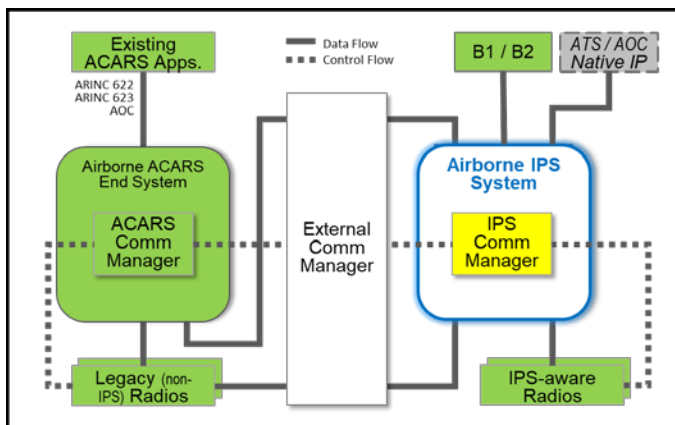 Existing
ACARS Apps.
ARINC 622
ARINC 623
AOC
Data Flow
Control Flow
B1 / B2
ATS / AOC
Native IP
Airborne ACARS
End System
ACARS
Comm
Manager
External
Comm
Manager
Airborne IPS
System
IPS
Comm
Manager
Legacy (non-
IPS) Radios
IPS-aware
Radios